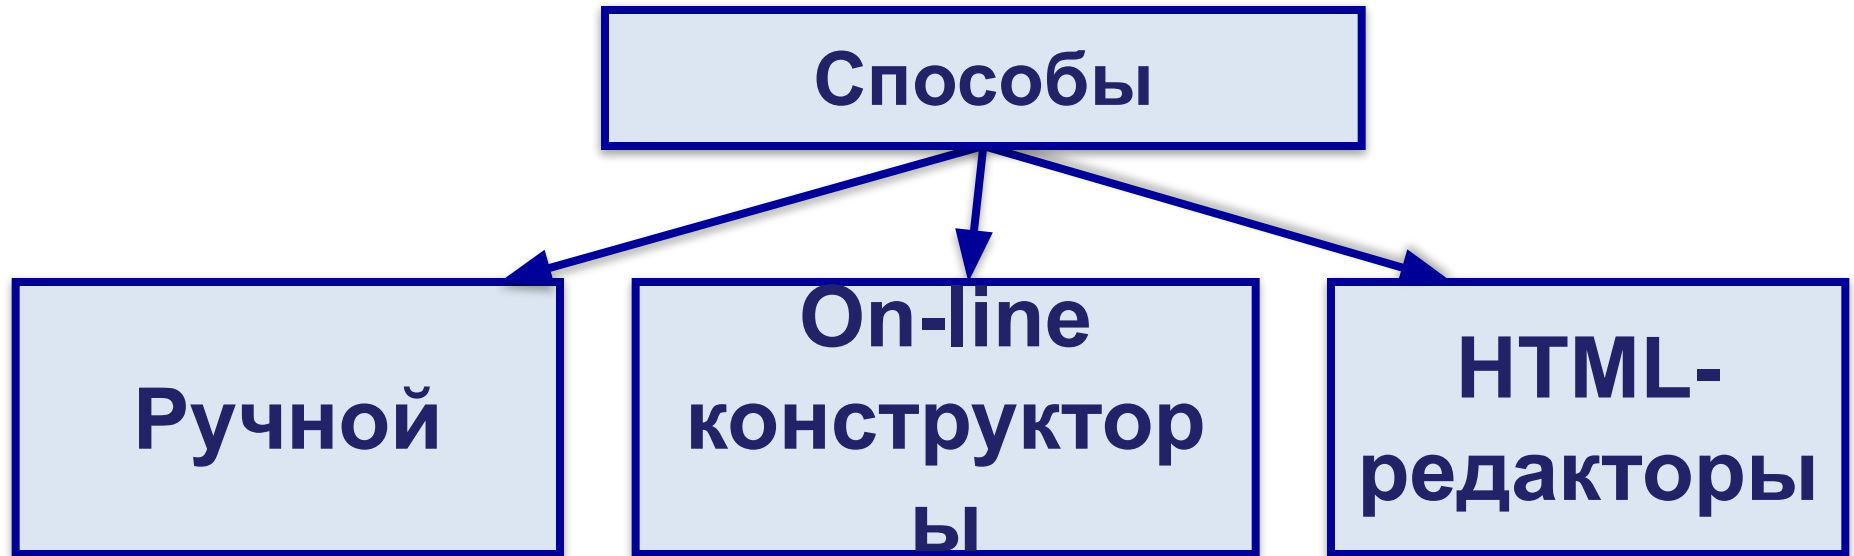 Способы
Ручной
On-line
конструктор
ы
HTML-
редакторы